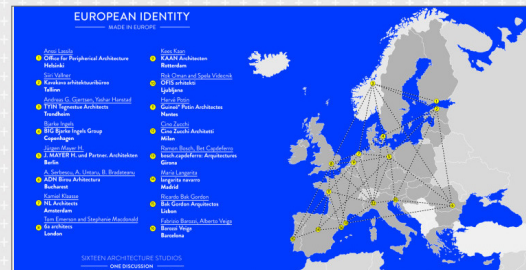 EUROPEAN IDENTITY
MADE IN EUROPE
Anssi Lassila
Office for Peripherical Architecture
Helsinki
Siiri Vallner
Kavakava arhitektuuribüroo
Tallinn
Andreas G. Gjertsen, Yashar Hanstad
TYIN Tegnestue Architects
Trondheim
Bjarke Ingels
BIG Bjarke Ingels Group
Copenhagen
Jürgen Mayer H.
J. MAYER H. und Partner, Architekten
Berlin
A. Serbescu, A. Untaru, B. Bradateanu
ADN Birou Arhitectura
Bucharest
Kamiel Klaasse
NL Architects
Amsterdam
Tom Emerson and Stephanie Macdonald
6a architects
London
Kees Kaan
KAAN Architecten
Rotterdam
Rok Oman and Spela Videcnik
OFIS arhitekti
Ljubljana
Hervé Potin
Guinée* Potin Architectes
Nantes
Cino Zucchi
Cino Zucchi Architetti
Milan
Ramon Bosch, Bet Capdeferro
bosch.capdeferro: Arquitectures
Girona
María Langarita
langarita navarro
Madrid
Ricardo Bak Gordon
Bak Gordon Arquitectos
Lisbon
Fabrizio Barozzi, Alberto Veiga
Barozzi Veiga
Barcelona
SIXTEEN ARCHITECTURE STUDIOS
ONE DISCUSSION